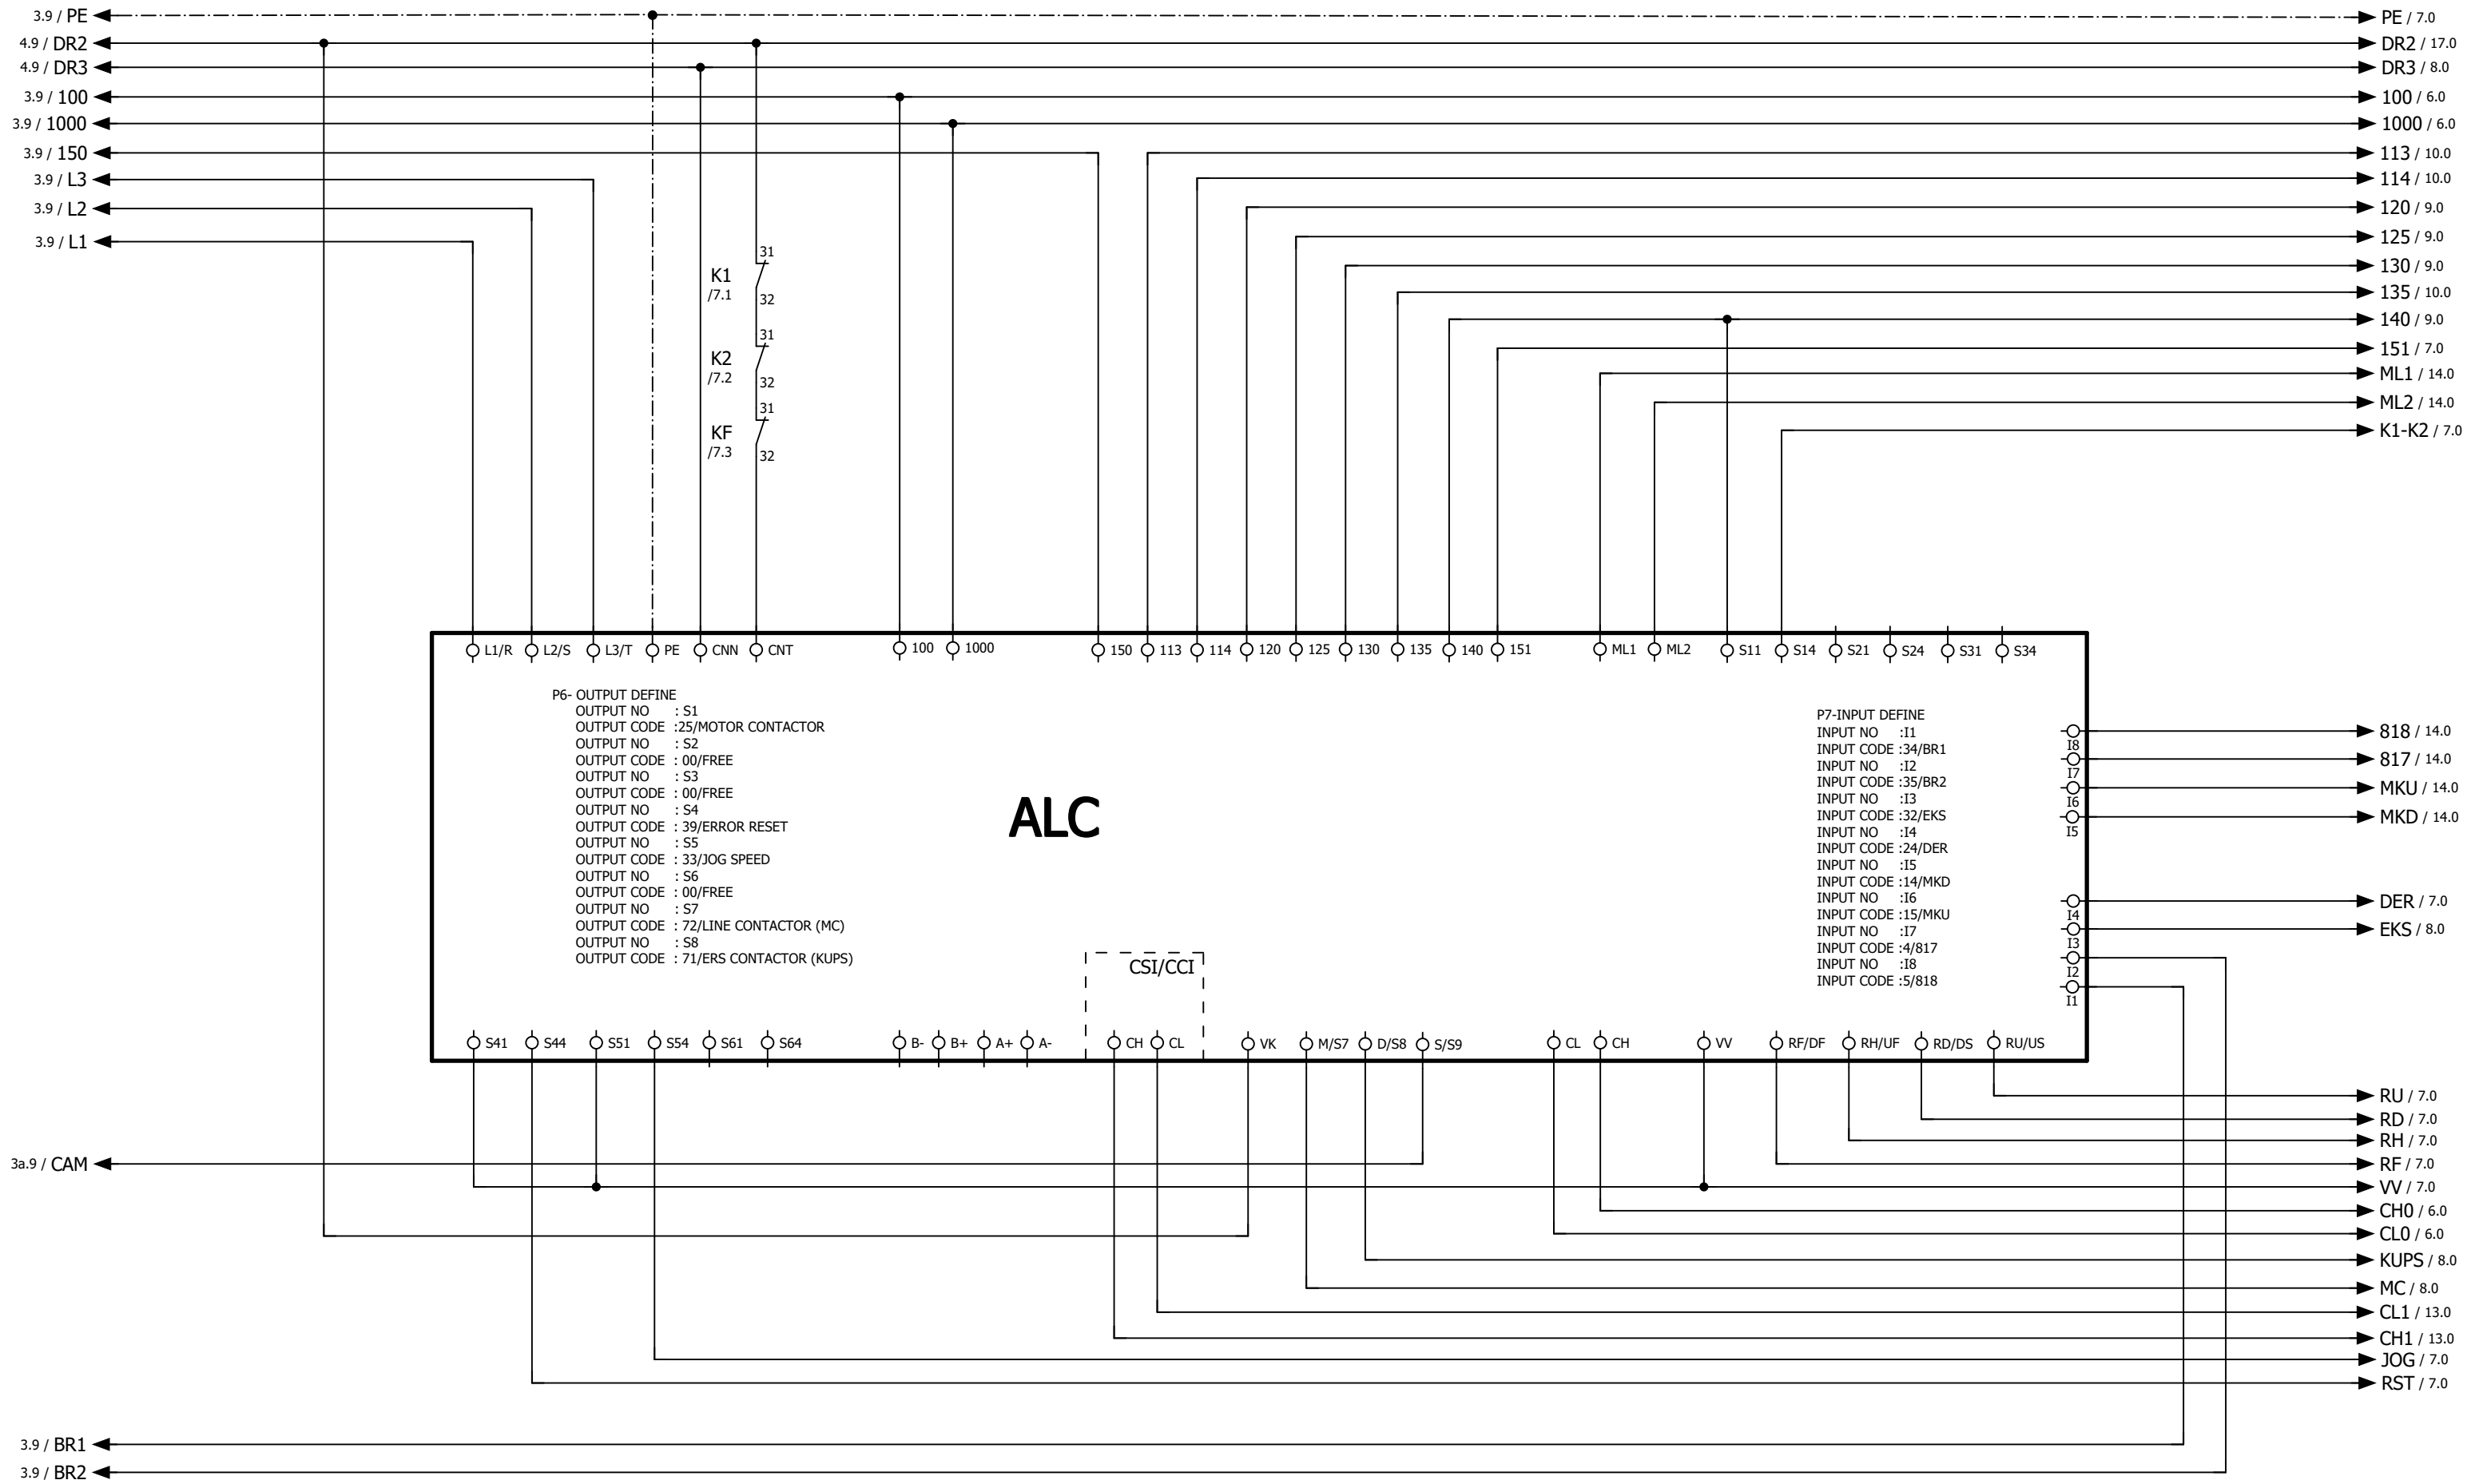 3.9 / PE
4.9 / DR2
4.9 / DR3
3.9 / 100
3.9 / 1000
3.9 / 150
3.9 / L3
3.9 / L2
3.9 / L1
PE / 7.0
DR2 / 17.0
DR3 / 8.0
100 / 6.0
1000 / 6.0
113 / 10.0
114 / 10.0
120 / 9.0
125 / 9.0
130 / 9.0
135 / 10.0
140 / 9.0
151 / 7.0
ML1 / 14.0
ML2 / 14.0
K1-K2 / 7.0
31
K1
/7.1
32
31
K2
/7.2
32
31
KF
/7.3
32
L1/R L2/S L3/T PE CNN CNT 100 1000 150 113 114 120 125 130 135 140 151 ML1 ML2 S11 S14 S21 S24 S31 S34
P6- OUTPUT DEFINE
OUTPUT NO : S1
OUTPUT CODE :25/MOTOR CONTACTOR
OUTPUT NO : S2
OUTPUT CODE : 00/FREE
OUTPUT NO : S3
OUTPUT CODE : 00/FREE
OUTPUT NO : S4
OUTPUT CODE : 39/ERROR RESET
OUTPUT NO : S5
OUTPUT CODE : 33/JOG SPEED
OUTPUT NO : S6
OUTPUT CODE : 00/FREE
OUTPUT NO : S7
OUTPUT CODE : 72/LINE CONTACTOR (MC)
OUTPUT NO : S8
OUTPUT CODE : 71/ERS CONTACTOR (KUPS)
ALC
CSI/CCI
P7-INPUT DEFINE
INPUT NO :I1
INPUT CODE :34/BR1
INPUT NO :I2
INPUT CODE :35/BR2
INPUT NO :I3
INPUT CODE :32/EKS
INPUT NO :I4
INPUT CODE :24/DER
INPUT NO :I5
INPUT CODE :14/MKD
INPUT NO :I6
INPUT CODE :15/MKU
INPUT NO :I7
INPUT CODE :4/817
INPUT NO :I8
INPUT CODE :5/818
I8
I7
I6
I5
I4
I3
I2
I1
818 / 14.0
817 / 14.0
MKU / 14.0
MKD / 14.0
DER / 7.0
EKS / 8.0
S41 S44 S51 S54 S61 S64 B- B+ A+ A- CH CL VK M/S7 D/S8 S/S9 CL CH VV RF/DF RH/UF RD/DS RU/US
3a.9 / CAM
RU / 7.0
RD / 7.0
RH / 7.0
RF / 7.0
VV / 7.0
CH0 / 6.0
CL0 / 6.0
KUPS / 8.0
MC / 8.0
CL1 / 13.0
CH1 / 13.0
JOG / 7.0
RST / 7.0
3.9 / BR1
3.9 / BR2